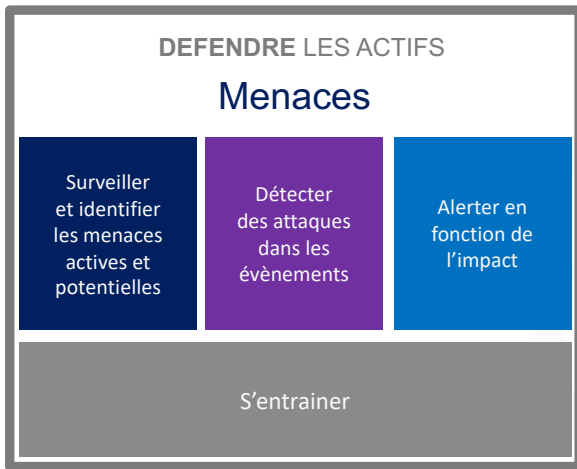 DEFENDRE LES ACTIFS
Menaces
Surveiller
et identifier
les menaces
actives et
potentielles
Détecter
des attaques
dans les
évènements
Alerter en
fonction de
l’impact
S’entrainer